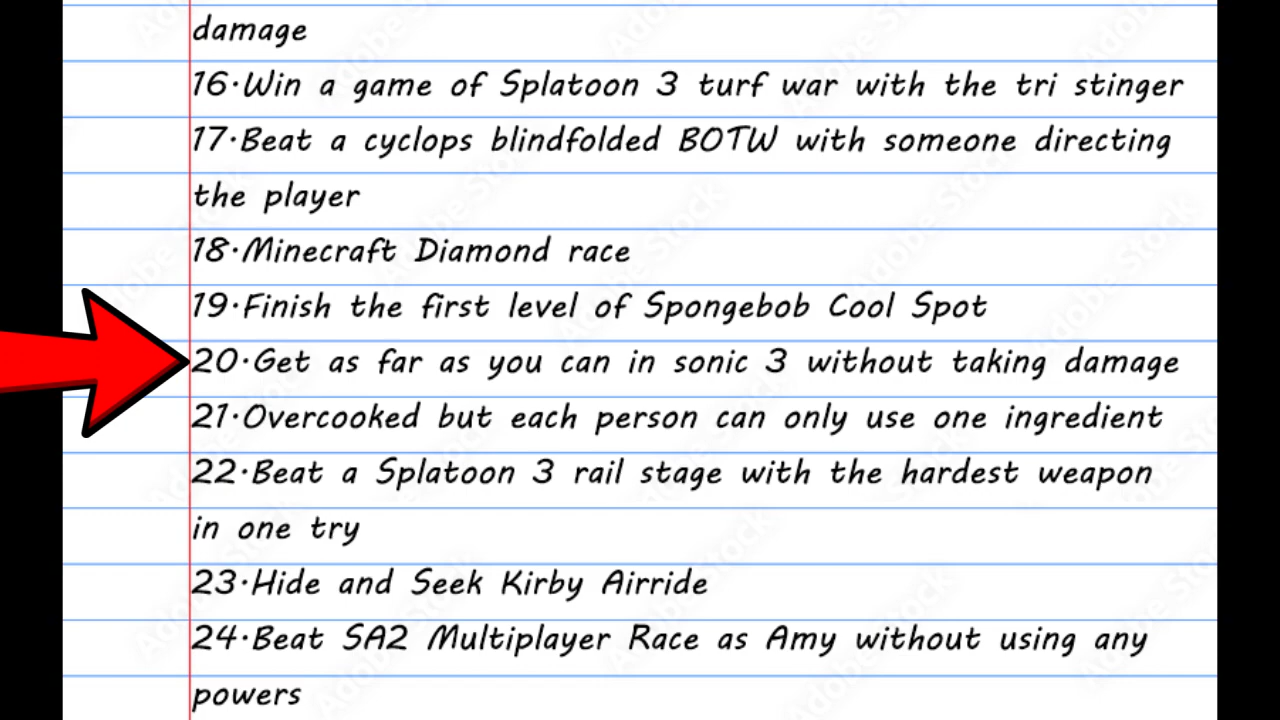 damage
16·Win a game of Splatoon 3 turf war with the tri stinger
17·Beat a cyclops blindfolded BOTW with someone directing
the player
18·Minecraft Diamond race
19·Finish the first level of Spongebob Cool Spot
20·Get as far as you can in sonic 3 without taking damage
21·Overcooked but each person can only use one ingredient
22·Beat a Splatoon 3 rail stage with the hardest weapon
in one try
23·Hide and Seek Kirby Airride
24·Beat SA2 Multiplayer Race as Amy without using any
powers